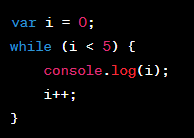 var i = 0;
while (i < 5) {
    console.log(i);
    i++;
}